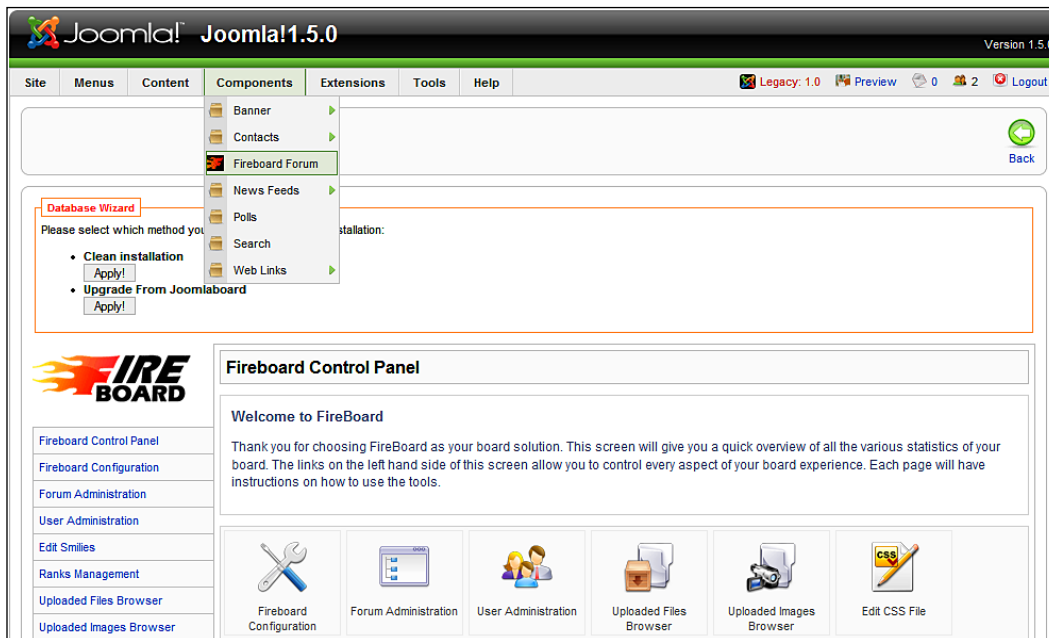 Joomla! Joomla!1.5.0
Version 1.5.0
Site Menus Content Components Extensions Tools Help Legacy: 1.0 Preview 0 2 Logout
Banner
Contacts
Fireboard Forum
News Feeds
Polls
Search
Web Links
Back
Database Wizard
Please select which method you stallation:
Clean installation
Apply!
Upgrade From Joomlaboard
Apply!
FIRE
BOARD
Fireboard Control Panel
Fireboard Configuration
Forum Administration
User Administration
Edit Smilies
Ranks Management
Uploaded Files Browser
Uploaded Images Browser
Fireboard Control Panel
Welcome to FireBoard
Thank you for choosing FireBoard as your board solution. This screen will give you a quick overview of all the various statistics of your
board. The links on the left hand side of this screen allow you to control every aspect of your board experience. Each page will have
instructions on how to use the tools.
CSS
Fireboard
Configuration
Forum Administration
User Administration
Uploaded Files
Browser
Uploaded Images
Browser
Edit CSS File